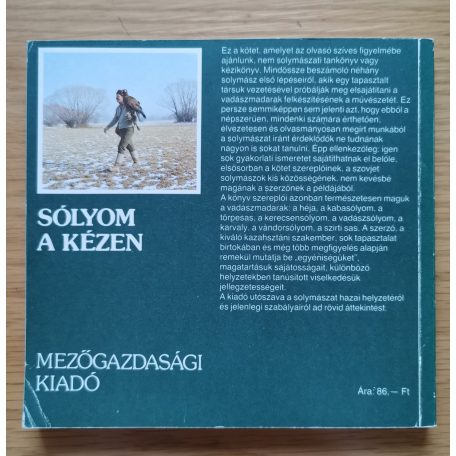 Ez a kötet, amelyet az olvasó szíves figyelmébe
ajánlunk, nem solymászati tankönyv vagy
kézikönyv. Mindössze beszámoló néhány
solymász első lépéseiről, akik egy tapasztalt
társuk vezetésével próbálják meg elsajátítani a
vadászmadarak felkészítésének a művészetét. Ez
persze semmiképpen sem jelenti azt, hogy ebből a
népszerűen, mindenki számára érthetően,
élvezetesen és olvasmányosan megírt munkából
a solymászat iránt érdeklődők ne tudnának
nagyon is sokat tanulni. Épp ellenkezőleg: igen
sok gyakorlati ismeretet sajátíthatnak el belőle,
elsősorban a kötet szereplőinek, a szovjet
solymászok kis közösségének, nem kevésbé
magának a szerzőnek a példájából.
A könyv szereplői azonban természetesen maguk
a vadászmadarak: a héja, a kabasólyom, a
törpesas, a kerecsensólyom, a vadászsólyom, a
karvaly, a vándorsólyom, a szirti sas. A szerző, a
kiváló kazahsztáni szakember, sok tapasztalat
birtokában és még több megfigyelés alapján
remekül mutatja be „egyéniségüket”,
magatartásuk sajátosságait, különböző
helyzetekben tanúsított viselkedésük
jellegzetességeit.
A kiadó utószava a solymászat hazai helyzetéről
és jelenlegi szabályairól ad rövid áttekintést.
SÓLYOM
A KÉZEN
MEZŐGAZDASÁGI
KIADÓ
Ára: 86,— Ft